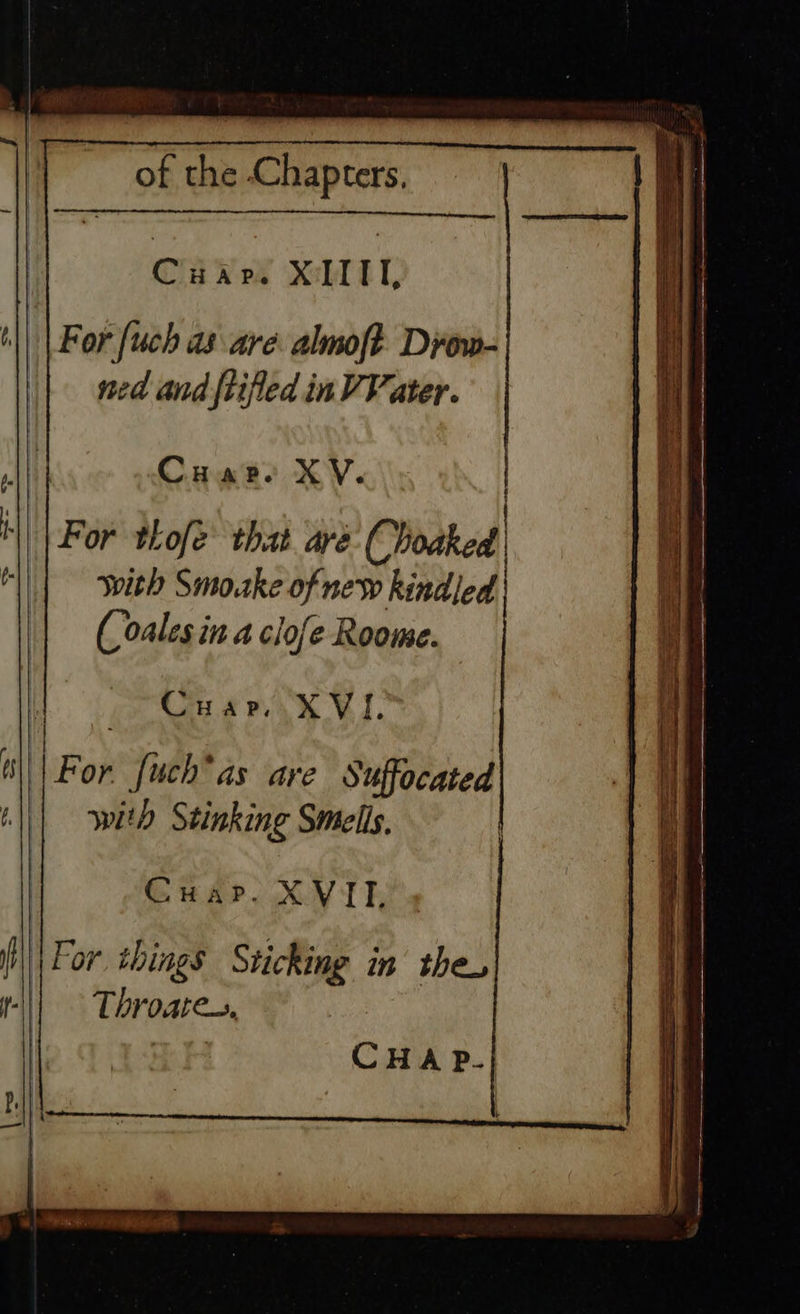 of the Chapters.
CHAP. XIIII.
For ſuch as are almoſt Drow-
ned and ſtifled in VVater.
CHAP. XV.
For thoſe that are Choaked
with Smoake of new kindled
Coales in a cloſe Roome.
CHAP. XVI.
For ſuch as are Suffocated
with Stinking Smells.
CHAP. XVII.
For things Sticking in the
Throate.
CHAP.